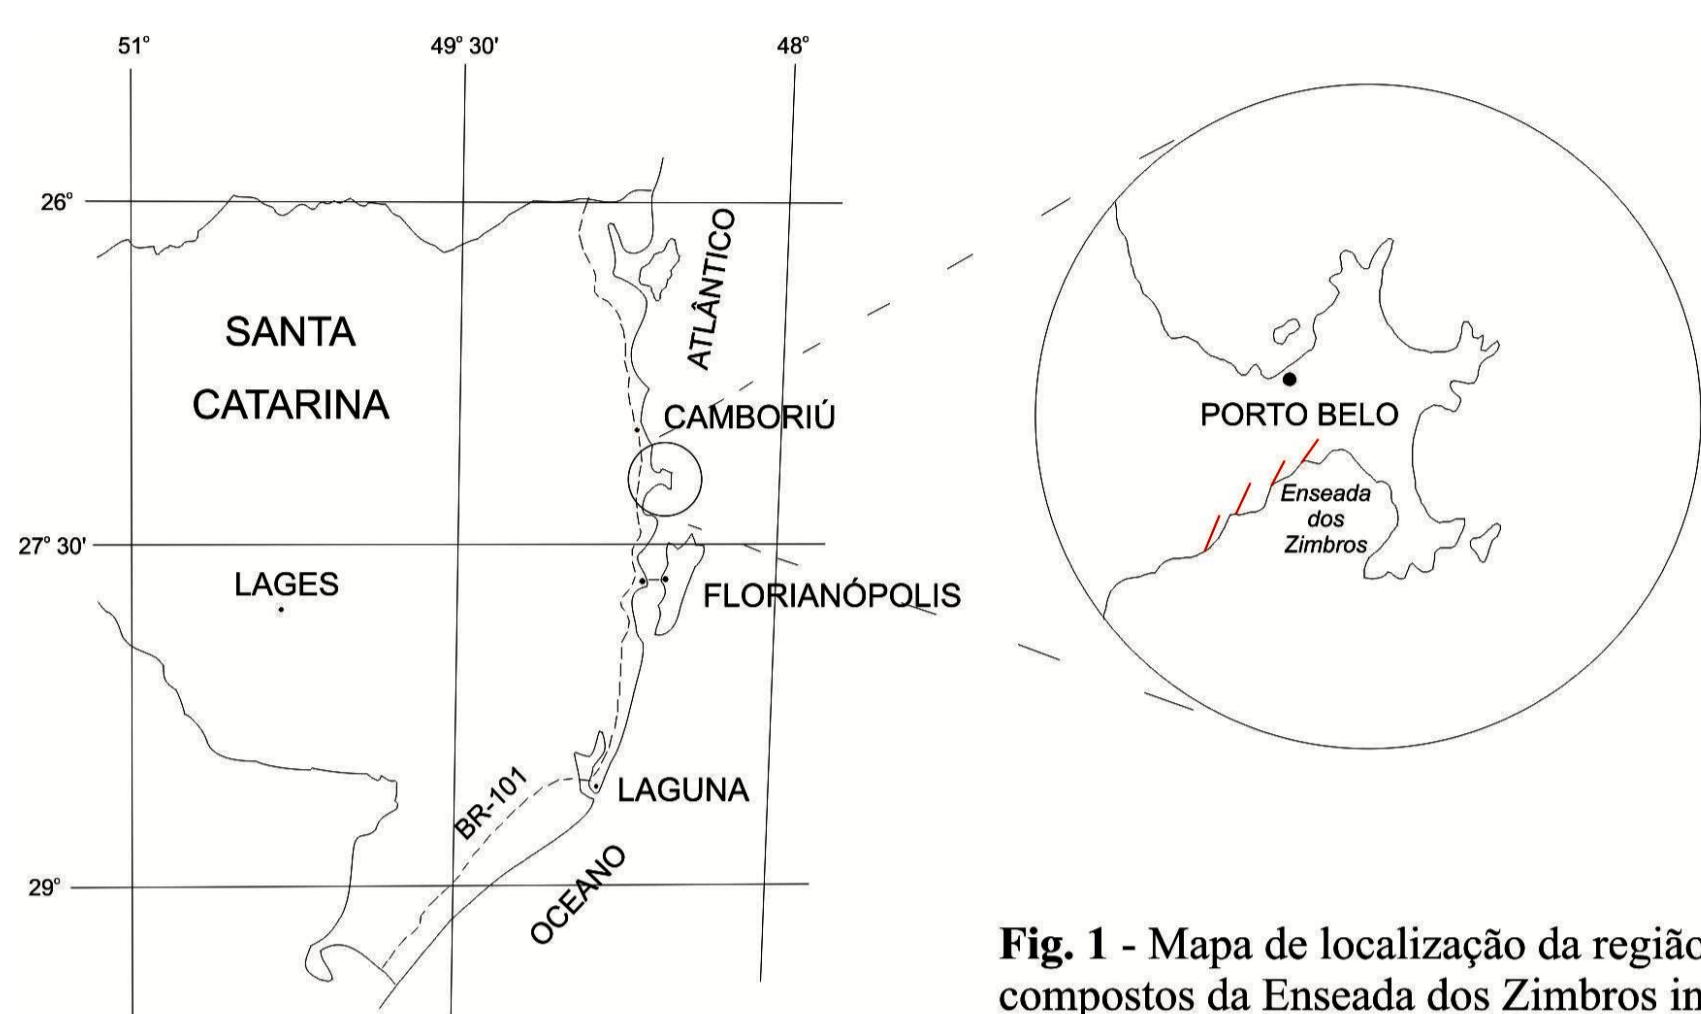 51° 49° 30' 48°
26°
ATLÂNTICO
SANTA
CATARINA
CAMBORIÚ
PORTO BELO
Enseada
dos
Zimbros
27° 30'
LAGES
FLORIANÓPOLIS
BR-101
LAGUNA
OCEANO
29°
Fig. 1 - Mapa de localização da região
compostos da Enseada dos Zimbros in